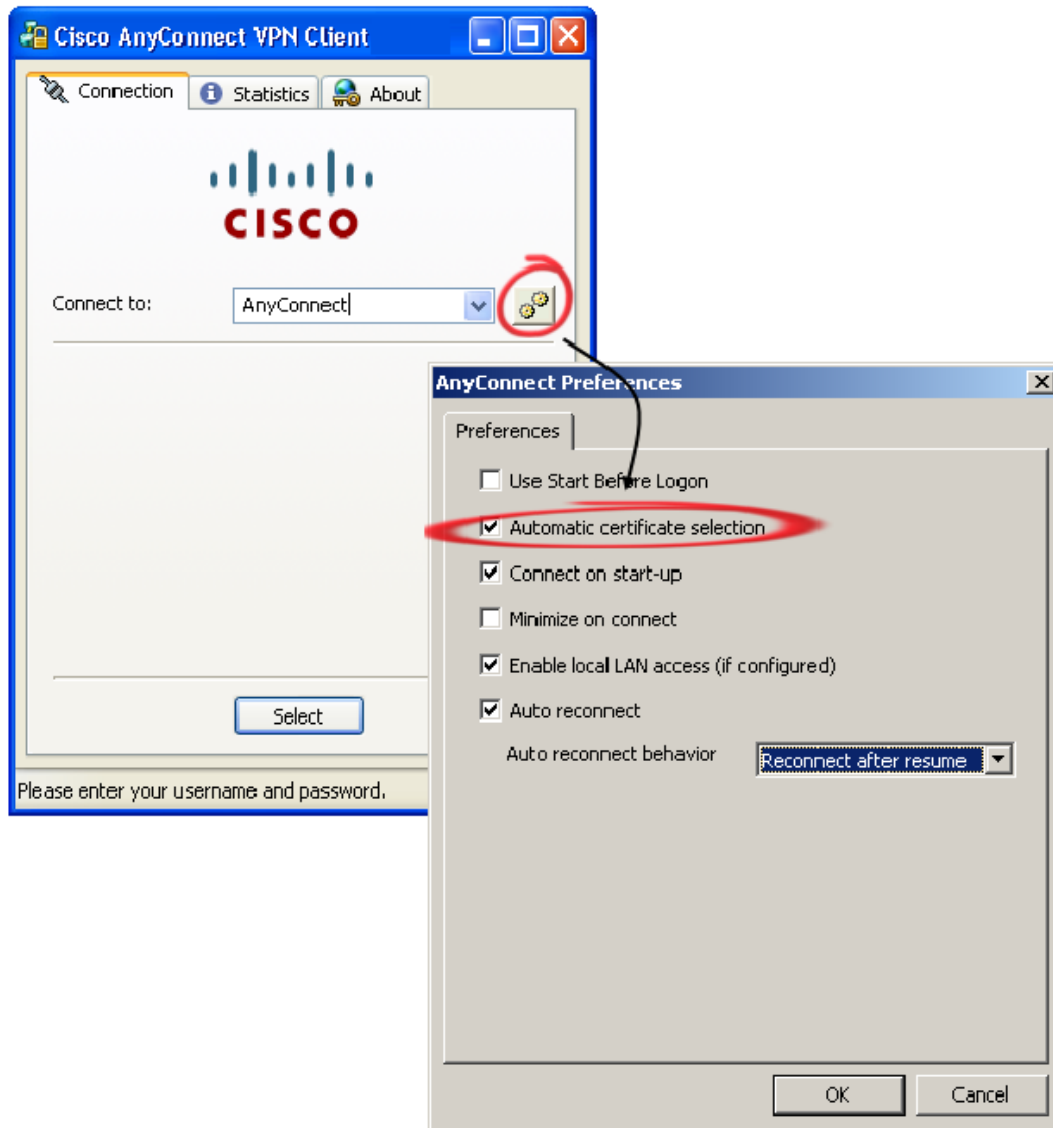 Cisco AnyConnect VPN Client
Connection Statistics About
CISCO
Connect to: AnyConnect
Select
Please enter your username and password.
AnyConnect Preferences
Preferences
Use Start Before Logon
Automatic certificate selection
Connect on start-up
Minimize on connect
Enable local LAN access (if configured)
Auto reconnect
Auto reconnect behavior Reconnect after resume
OK Cancel